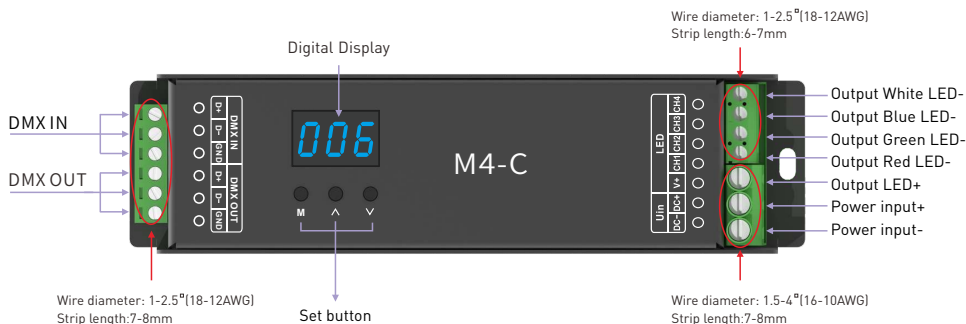 Wire diameter: 1-2.5¤(18-12AWG)
Strip length:6-7mm
Digital Display
Output White LED-
Output Blue LED-
Output Green LED-
Output Red LED-
Output LED+
Power input+
Power input-
DMX IN
DMX OUT
D+
D-
GND
D+
D-
GND
DMX IN
DMX OUT
006
M
M4-C
LED
Uin
CH4
CH3
CH2
CH1
V+
DC+
DC-
Wire diameter: 1-2.5¤(18-12AWG)
Strip length:7-8mm
Set button
Wire diameter: 1.5-4¤(16-10AWG)
Strip length:7-8mm